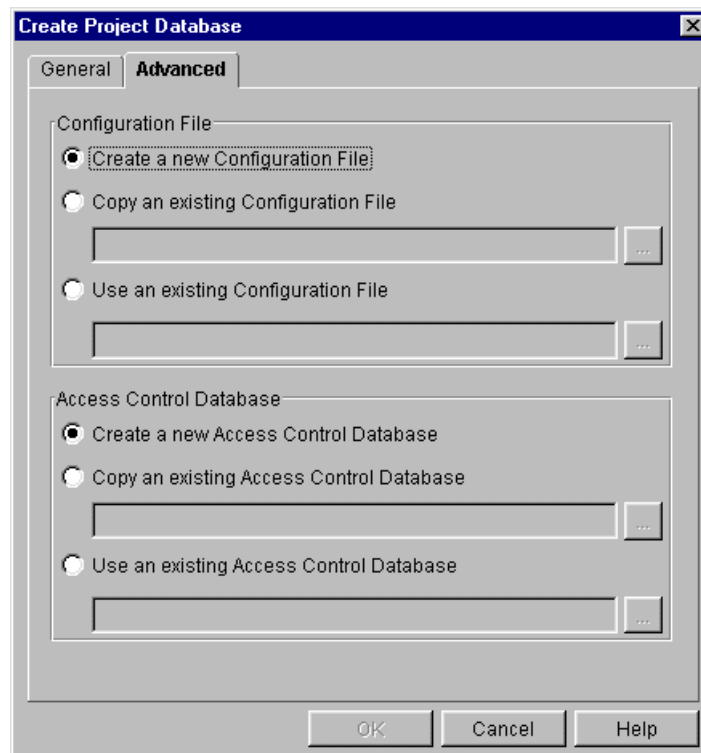 Create Project Database
General
Advanced
Configuration File
Create a new Configuration File
Copy an existing Configuration File
...
Use an existing Configuration File
...
Access Control Database
Create a new Access Control Database
Copy an existing Access Control Database
...
Use an existing Access Control Database
...
OK
Cancel
Help